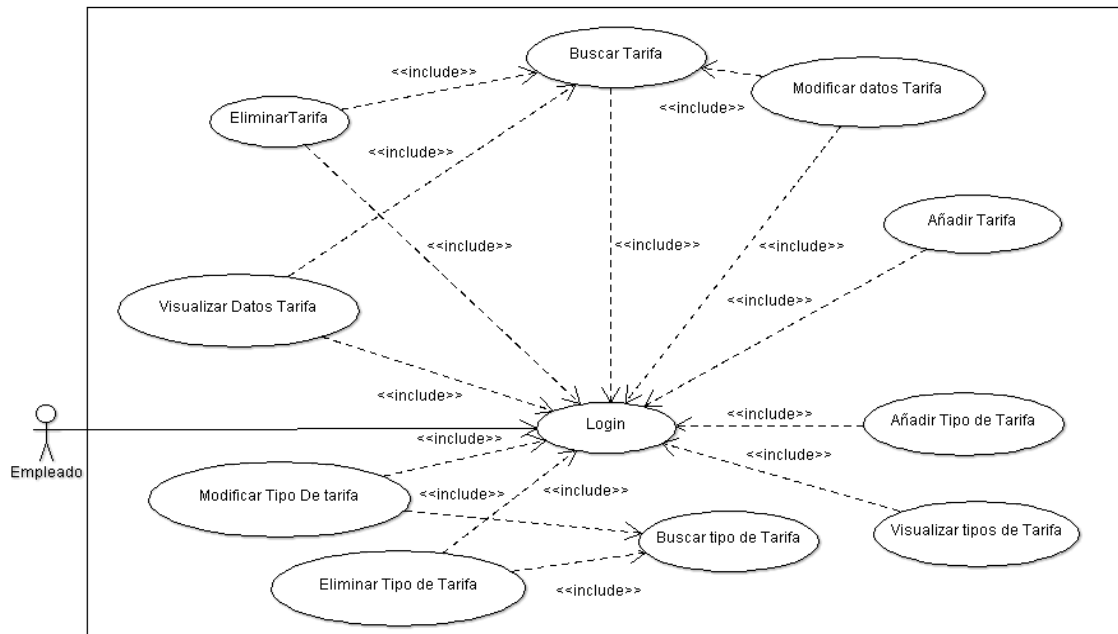 Buscar Tarifa
<<include>>
Modificar datos Tarifa
<<include>>
EliminarTarifa
<<include>>
Añadir Tarifa
<<include>>
<<include>>
<<include>>
<<include>>
Visualizar Datos Tarifa
<<include>>
Login
<<include>>
Añadir Tipo de Tarifa
<<include>>
<<include>>
Empleado
Modificar Tipo De tarifa
<<include>>
<<include>>
Buscar tipo de Tarifa
Visualizar tipos de Tarifa
Eliminar Tipo de Tarifa
<<include>>